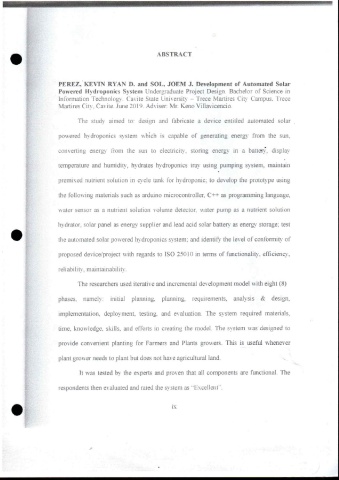 ABSTRACT
PEREZ, KEVIN RYAN D. and SOL, JOEM J. Development of Automated Solar
Powered Hydroponics System Undergraduate Project Design. Bachelor of Science in
Information Technology. Cavite State University - Trece Martires City Campus, Trece
Martires City, Cavite. June 2019. Adviser: Mr. Keno Villavicencio.
The study aimed to: design and fabricate a device entitled automated solar
powered hydroponics system which is capable of generating energy from the sun,
converting energy from the sun to electricity, storing energy in a battery, display
temperature and humidity, hydrates hydroponics tray using pumping system, maintain
premixed nutrient solution in cycle tank for hydroponic; to develop the prototype using
the following materials such as arduino microcontroller, C++ as programming language,
water sensor as a nutrient solution volume detector, water pump as a nutrient solution
hydrator, solar panel as energy supplier and lead acid solar battery as energy storage; test
the automated solar powered hydroponics system; and identify the level of conformity of
proposed device/project with regards to ISO 25010 in terms of functionality, efficiency,
reliability, maintainability.
The researchers used iterative and incremental development model with eight (8)
phases; namely: initial planning, planning, requirements, analysis & design,
implementation, deployment, testing, and evaluation. The system required materials,
time, knowledge, skills, and efforts in creating the model. The system was designed to
provide convenient planting for Farmers and Plants growers. This is useful whenever
plant grower needs to plant but does not have agricultural land.
It was tested by the experts and proven that all components are functional. The
respondents then evaluated and rated the system as "Excellent".
ix